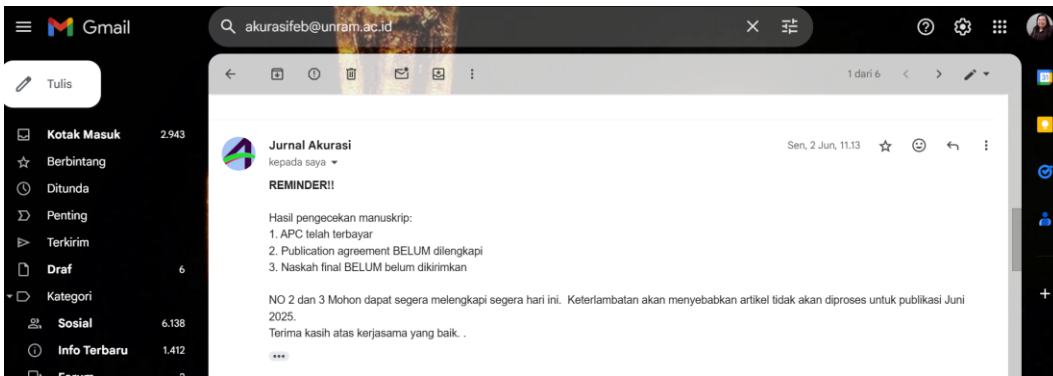 Gmail
akurasifeb@unram.ac.id
Tulis
1 dari 6
Kotak Masuk 2.943
Berbintang
Ditunda
Penting
Terkirim
Draf 6
Kategori
Sosial 6.138
Info Terbaru 1.412
Forum
Jurnal Akurasi
Sen, 2 Jun, 11.13
kepada saya
REMINDER!!
Hasil pengecekan manuskrip:
1. APC telah terbayar
2. Publication agreement BELUM dilengkapi
3. Naskah final BELUM belum dikirimkan
NO 2 dan 3 Mohon dapat segera melengkapi segera hari ini. Keterlambatan akan menyebabkan artikel tidak akan diproses untuk publikasi Juni
2025.
Terima kasih atas kerjasama yang baik. .